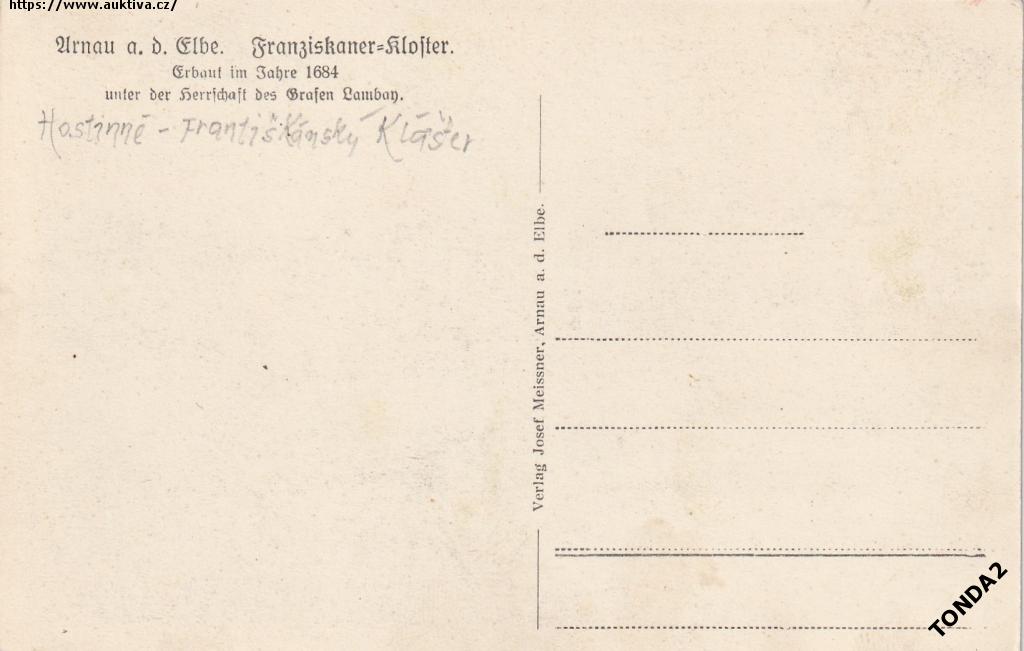 https://www.auktiva.cz/
Arnau a. d. Elbe. Franziskaner-Kloster.
Erbaut im Jahre 1684
unter der Herrschaft des Grafen Lambay.
Hostinné - Františkánský Klášer
Verlag Josef Meissner, Arnau a. d. Elbe.
TONDA2